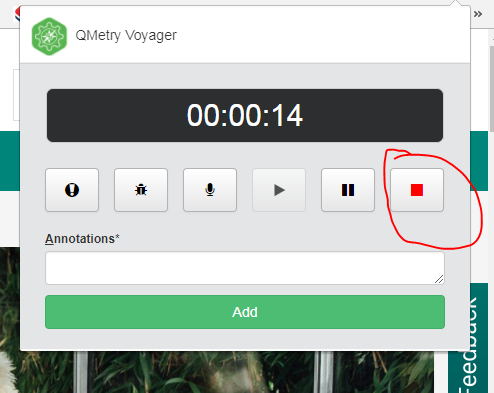 QMetry Voyager
»
00:00:14
Annotations*
Add
Feedback